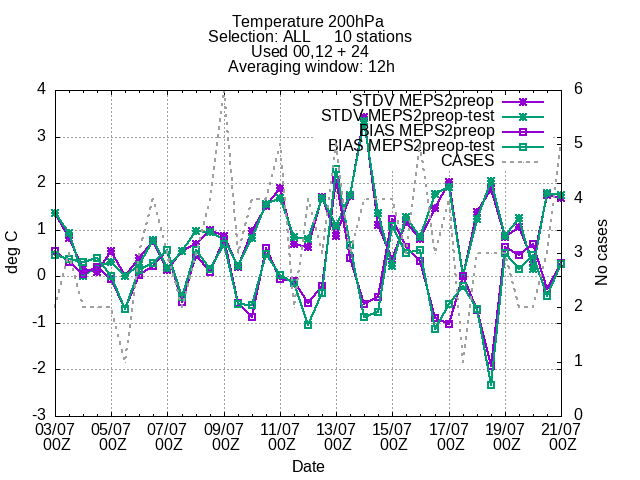 Temperature 200hPa
Selection: ALL 10 stations
Used 00,12 + 24
Averaging window: 12h
STDV MEPS2preop
STDV MEPS2preop-test
BIAS MEPS2preop
BIAS MEPS2preop-test
CASES
deg C
4
3
2
1
0
-1
-2
-3
No cases
6
5
4
3
2
1
0
03/07 05/07 07/07 09/07 11/07 13/07 15/07 17/07 19/07 21/07
00Z 00Z 00Z 00Z 00Z 00Z 00Z 00Z 00Z 00Z
Date